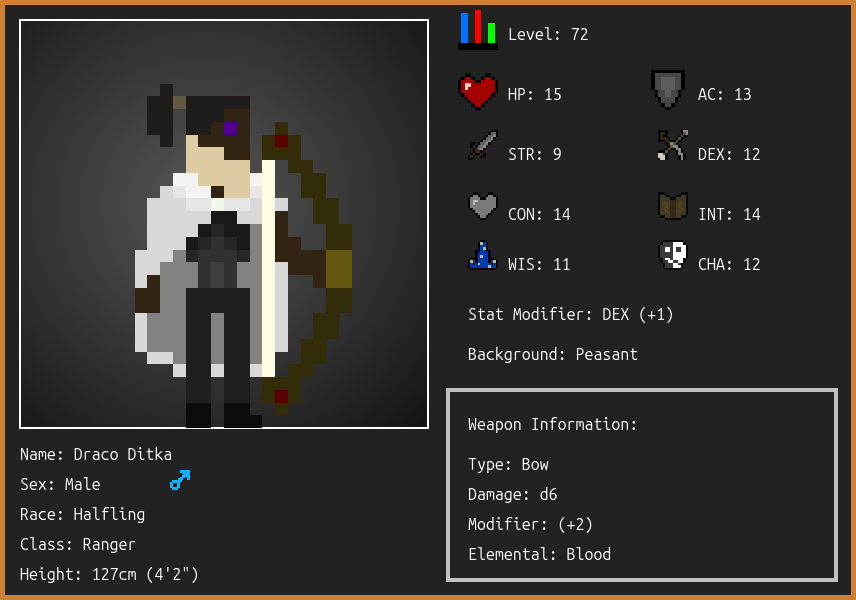 Level: 72
HP: 15
AC: 13
STR: 9
DEX: 12
CON: 14
INT: 14
WIS: 11
CHA: 12
Stat Modifier: DEX (+1)
Background: Peasant
Weapon Information:
Type: Bow
Damage: d6
Modifier: (+2)
Elemental: Blood
Name: Draco Ditka
Sex: Male
Race: Halfling
Class: Ranger
Height: 127cm (4'2")